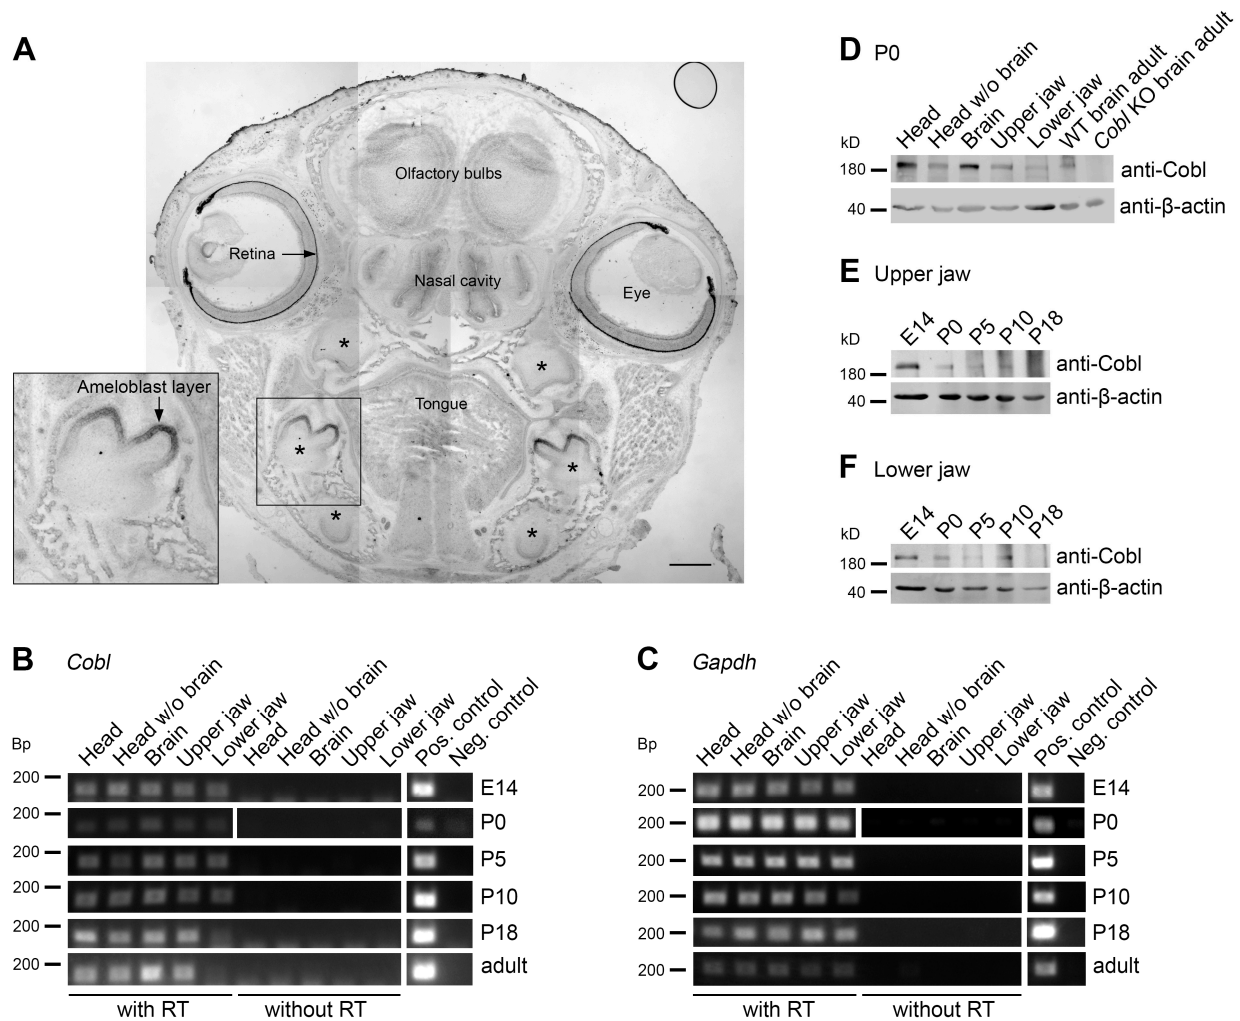 A
Olfactory bulbs
Retina
Nasal cavity
Eye
*
*
Ameloblast layer
Tongue
*
*
*
*
D P0
kD
Head
Head w/o brain
Brain
Upper jaw
Lower jaw
WT brain adult
Cobl KO brain adult
180 anti-Cobl
40 anti-β-actin
E Upper jaw
kD
E14 P0 P5 P10 P18
180 anti-Cobl
40 anti-β-actin
F Lower jaw
kD
E14 P0 P5 P10 P18
180 anti-Cobl
40 anti-β-actin
B Cobl
Bp
Head
Head w/o brain
Brain
Upper jaw
Lower jaw
Head
Head w/o brain
Brain
Upper jaw
Lower jaw
Pos. control
Neg. control
200 E14
200 P0
200 P5
200 P10
200 P18
200 adult
with RT without RT
C Gapdh
Bp
Head
Head w/o brain
Brain
Upper jaw
Lower jaw
Head
Head w/o brain
Brain
Upper jaw
Lower jaw
Pos. control
Neg. control
200 E14
200 P0
200 P5
200 P10
200 P18
200 adult
with RT without RT